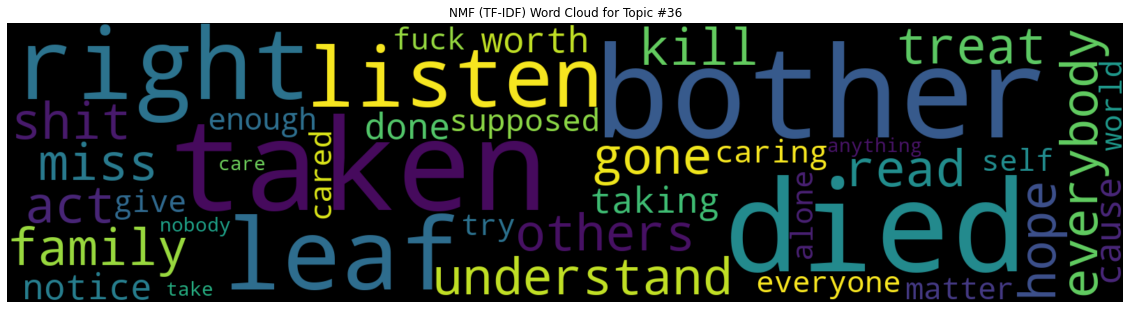 NMF (TF-IDF) Word Cloud for Topic #36
right listen fuck worth kill treat everybody world
shit enough done supposed bother
miss care taken cared gone caring anything read self
act give nobody leaf try others taking alone died hope cause
family understand everyone matter
notice take